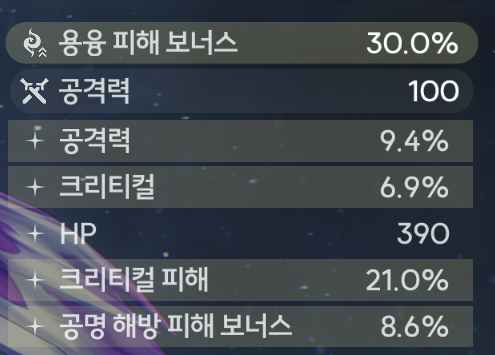 용융 피해 보너스 30.0%
공격력 100
공격력 9.4%
크리티컬 6.9%
HP 390
크리티컬 피해 21.0%
공명 해방 피해 보너스 8.6%